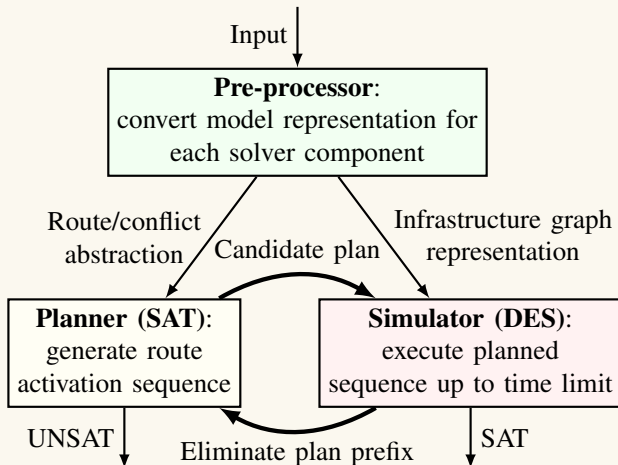 Input
Pre-processor:
convert model representation for
each solver component
Route/conflict
abstraction
Infrastructure graph
representation
Candidate plan
Planner (SAT):
generate route
activation sequence
Simulator (DES):
execute planned
sequence up to time limit
UNSAT
Eliminate plan prefix
SAT